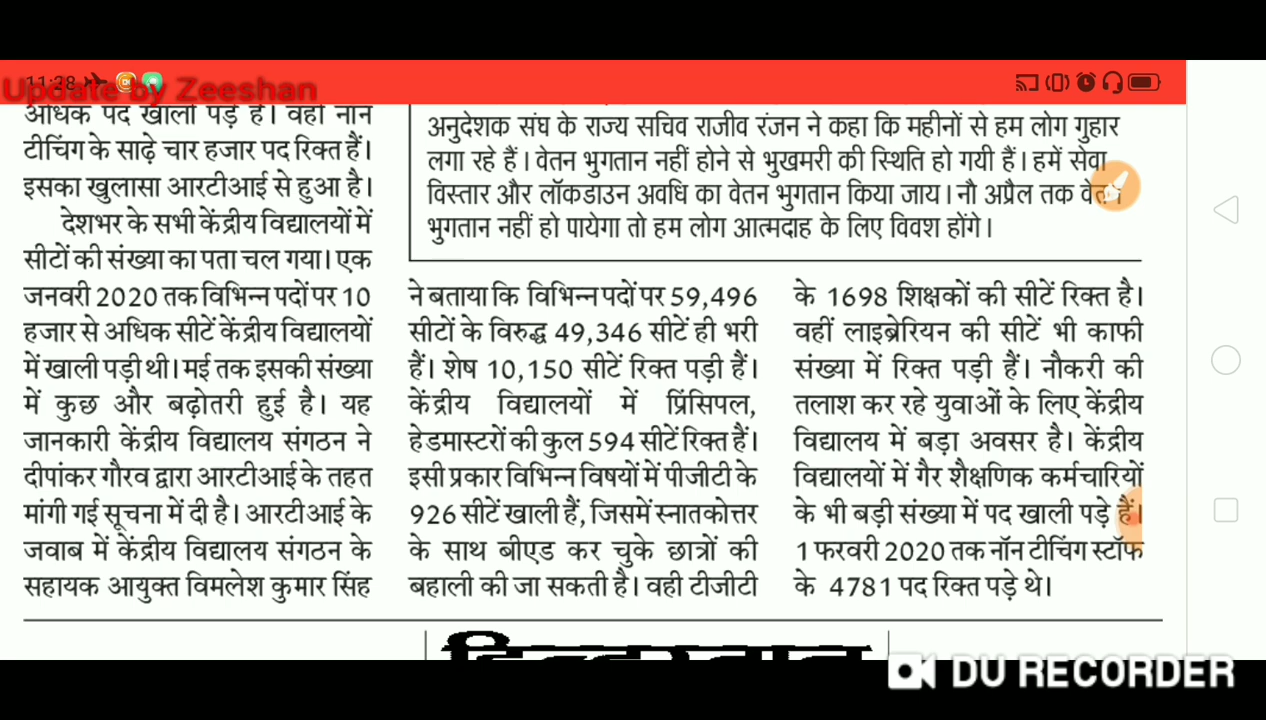 11:28
Update by Zeeshan
अधिक पद खाली पड़े हैं। वहीं नॉन
टीचिंग के साढ़े चार हजार पद रिक्त हैं।
इसका खुलासा आरटीआई से हुआ है।
देशभर के सभी केंद्रीय विद्यालयों में
सीटों की संख्या का पता चल गया। एक
जनवरी 2020 तक विभिन्न पदों पर 10
हजार से अधिक सीटें केंद्रीय विद्यालयों
में खाली पड़ी थी। मई तक इसकी संख्या
में कुछ और बढ़ोतरी हुई है। यह
जानकारी केंद्रीय विद्यालय संगठन ने
दीपांकर गौरव द्वारा आरटीआई के तहत
मांगी गई सूचना में दी है। आरटीआई के
जवाब में केंद्रीय विद्यालय संगठन के
सहायक आयुक्त विमलेश कुमार सिंह
अनुदेशक संघ के राज्य सचिव राजीव रंजन ने कहा कि महीनों से हम लोग गुहार
लगा रहे हैं। वेतन भुगतान नहीं होने से भुखमरी की स्थिति हो गयी हैं। हमें सेवा
विस्तार और लॉकडाउन अवधि का वेतन भुगतान किया जाय। नौ अप्रैल तक वेतन
भुगतान नहीं हो पायेगा तो हम लोग आत्मदाह के लिए विवश होंगे।
ने बताया कि विभिन्न पदों पर 59,496
सीटों के विरुद्ध 49,346 सीटें ही भरी
हैं। शेष 10,150 सीटें रिक्त पड़ी हैं।
केंद्रीय विद्यालयों में प्रिंसिपल,
हेडमास्टरों की कुल 594 सीटें रिक्त हैं।
इसी प्रकार विभिन्न विषयों में पीजीटी के
926 सीटें खाली हैं, जिसमें स्नातकोत्तर
के साथ बीएड कर चुके छात्रों की
बहाली की जा सकती है। वही टीजीटी
के 1698 शिक्षकों की सीटें रिक्त है।
वहीं लाइब्रेरियन की सीटें भी काफी
संख्या में रिक्त पड़ी हैं। नौकरी की
तलाश कर रहे युवाओं के लिए केंद्रीय
विद्यालय में बड़ा अवसर है। केंद्रीय
विद्यालयों में गैर शैक्षणिक कर्मचारियों
के भी बड़ी संख्या में पद खाली पड़े हैं।
1 फरवरी 2020 तक नॉन टीचिंग स्टॉफ
के 4781 पद रिक्त पड़े थे।
हिन्दुस्तान
DU RECORDER